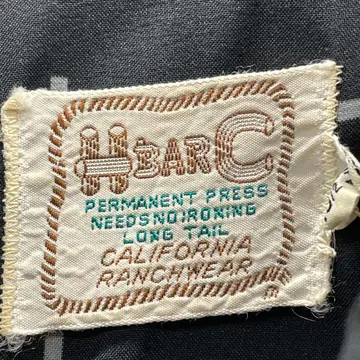 H BAR C
PERMANENT PRESS
NEEDS NO IRONING
LONG TAIL
CALIFORNIA
RANCHWEAR